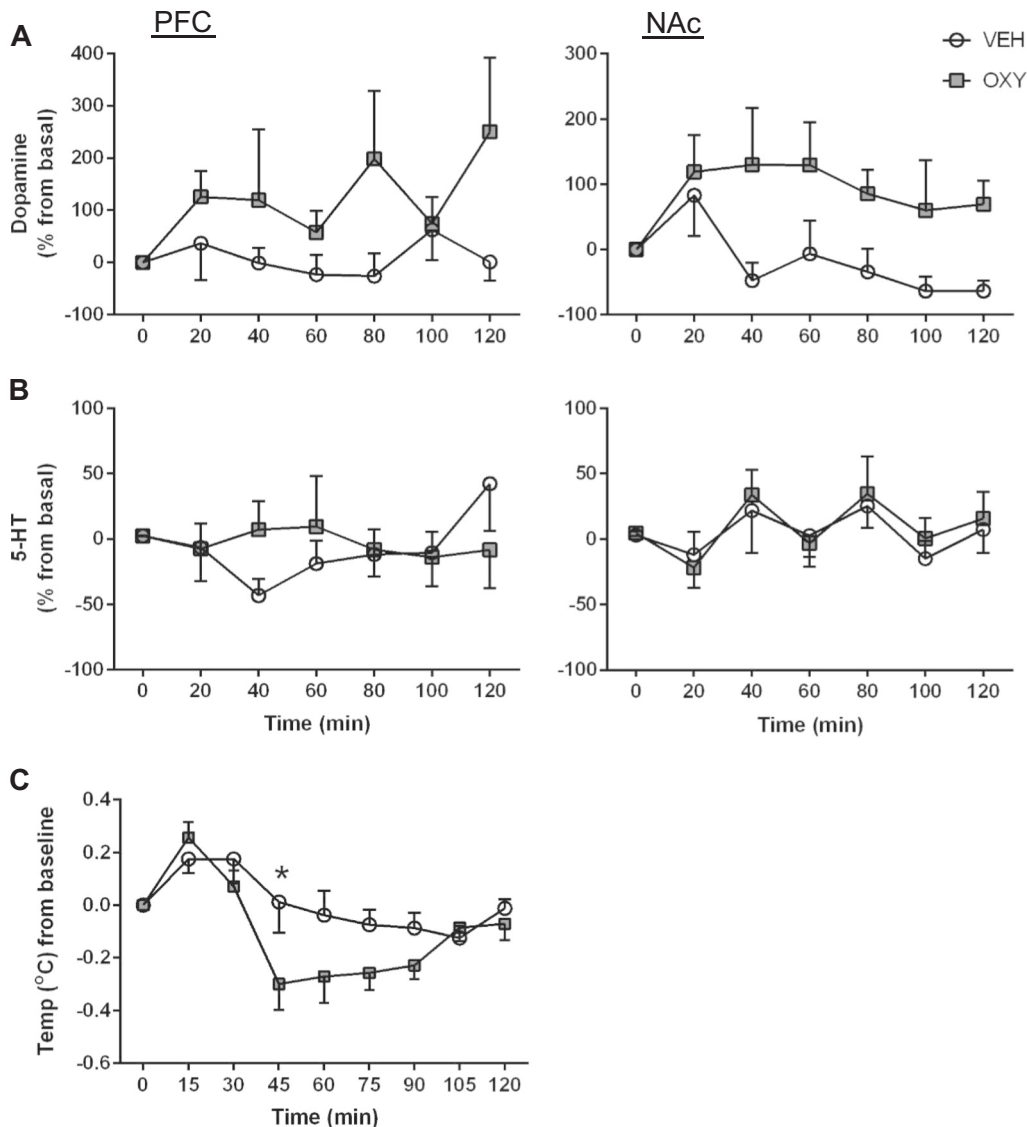 A
PFC
NAc
VEH
OXY
Dopamine
(% from basal)
400
300
200
100
0
-100
0 20 40 60 80 100 120
300
200
100
0
-100
0 20 40 60 80 100 120
B
5-HT
(% from basal)
100
50
0
-50
-100
0 20 40 60 80 100 120
Time (min)
100
50
0
-50
-100
0 20 40 60 80 100 120
Time (min)
C
Temp (°C) from baseline
0.4
0.2
0.0
-0.2
-0.4
-0.6
*
0 15 30 45 60 75 90 105 120
Time (min)